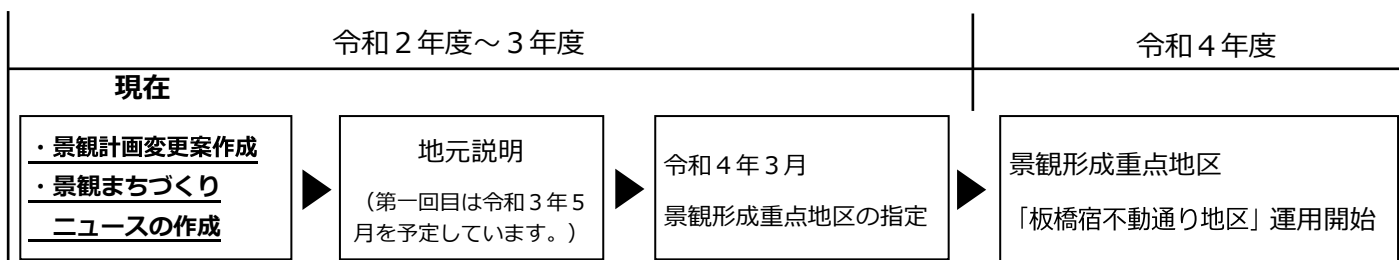 令和２年度～３年度
令和４年度
現在
・景観計画変更案作成
・景観まちづくり
ニュースの作成
地元説明
（第一回目は令和３年５
月を予定しています。）
令和４年３月
景観形成重点地区の指定
景観形成重点地区
「板橋宿不動通り地区」運用開始